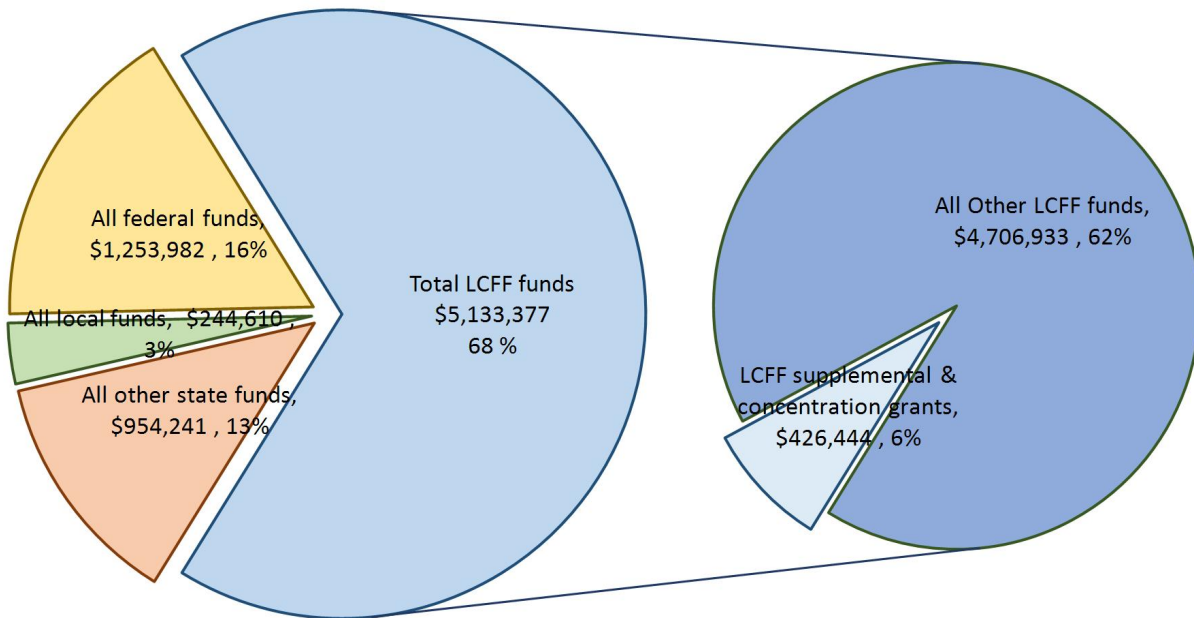 All federal funds,
$1,253,982 , 16%
All local funds,  $244,610 ,
3%
All other state funds,
$954,241 , 13%
Total LCFF funds
$5,133,377
68 %
All Other LCFF funds,
$4,706,933 , 62%
LCFF supplemental &
concentration grants,
$426,444 , 6%